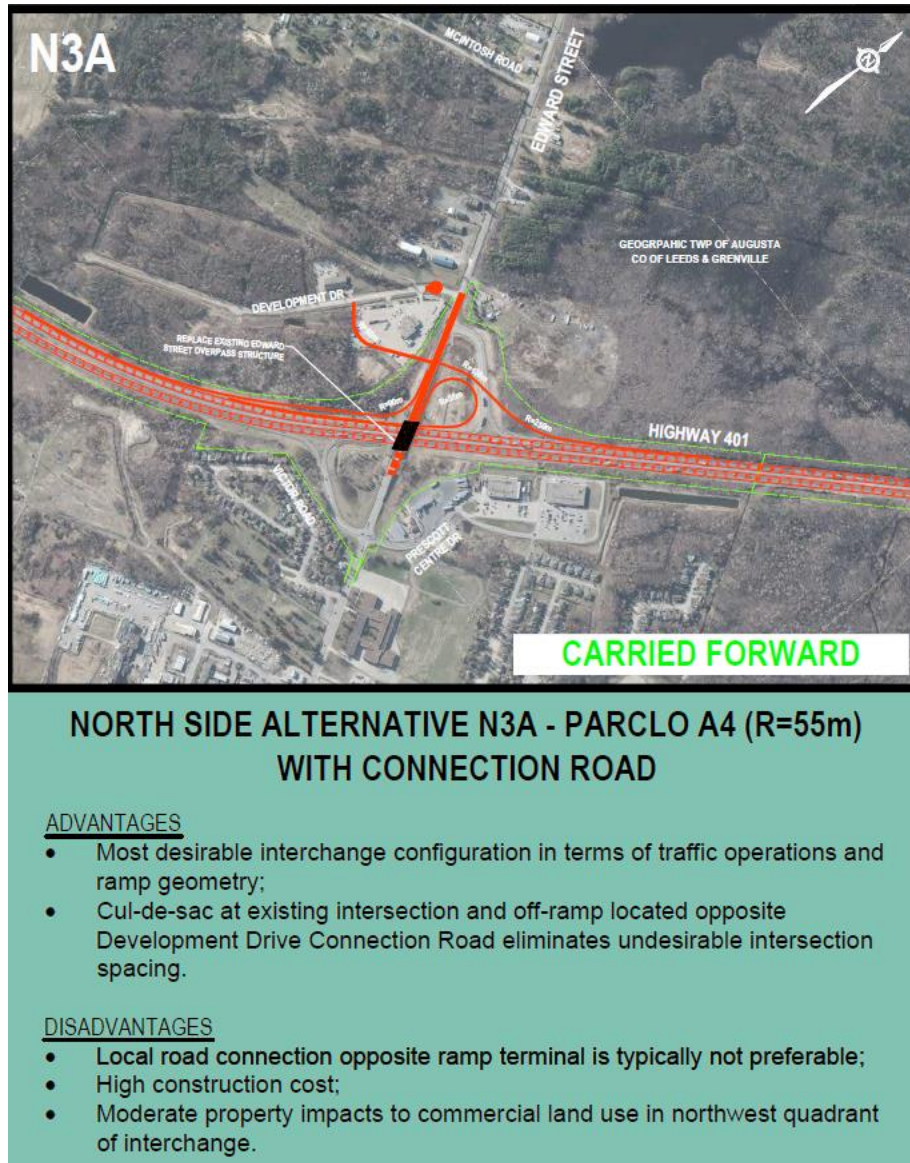 N3A
MCINTOSH ROAD
EDWARD STREET
GEOGRPAHIC TWP OF AUGUSTA
CO OF LEEDS & GRENVILLE
DEVELOPMENT DR
REPLACE EXISTING EDWARD
STREET OVERPASS STRUCTURE
R=90m
R=55m
R=250m
HIGHWAY 401
VICTOR ROAD
PRESCOTT
CENTRE DR
CARRIED FORWARD
NORTH SIDE ALTERNATIVE N3A - PARCLO A4 (R=55m)
WITH CONNECTION ROAD
ADVANTAGES
• Most desirable interchange configuration in terms of traffic operations and
ramp geometry;
• Cul-de-sac at existing intersection and off-ramp located opposite
Development Drive Connection Road eliminates undesirable intersection
spacing.
DISADVANTAGES
• Local road connection opposite ramp terminal is typically not preferable;
• High construction cost;
• Moderate property impacts to commercial land use in northwest quadrant
of interchange.